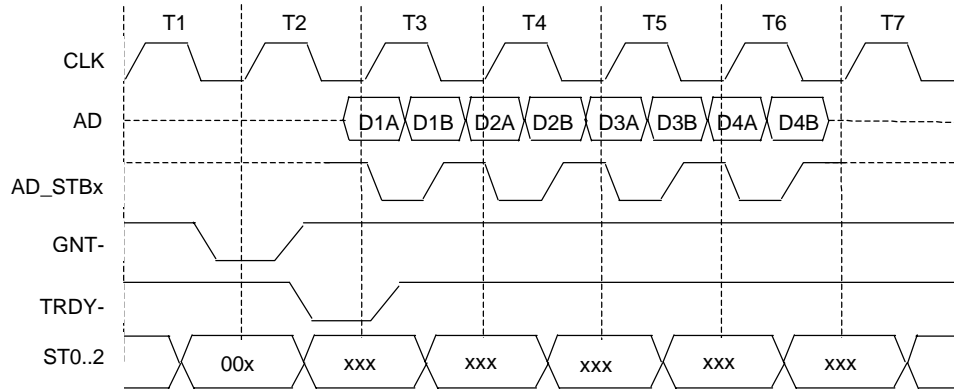 T1 T2 T3 T4 T5 T6 T7
CLK
AD D1A D1B D2A D2B D3A D3B D4A D4B
AD_STBx
GNT-
TRDY-
ST0..2 00x xxx xxx xxx xxx xxx